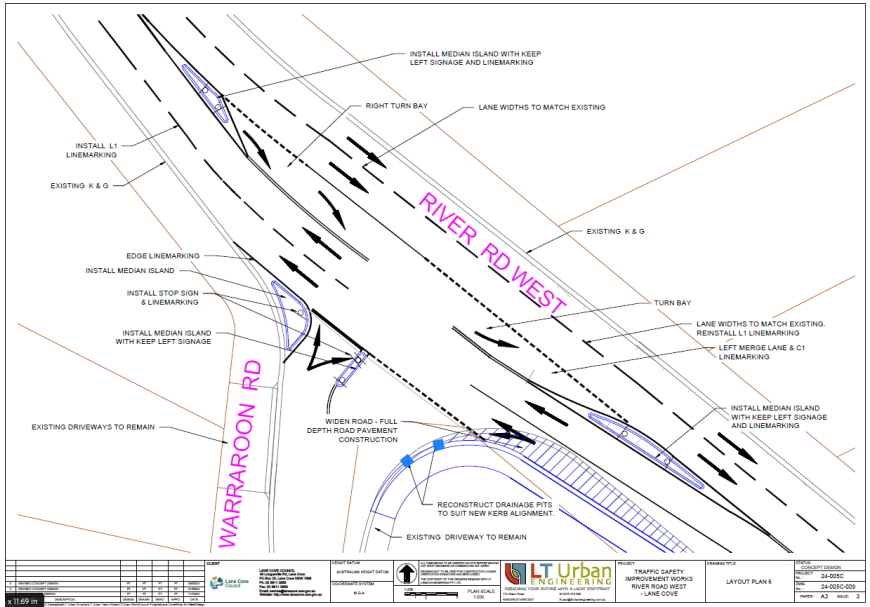 INSTALL MEDIAN ISLAND WITH KEEP
LEFT SIGNAGE AND LINEMARKING
RIGHT TURN BAY
LANE WIDTHS TO MATCH EXISTING
INSTALL L1
LINEMARKING
EXISTING K & G
RIVER RD WEST
EXISTING K & G
EDGE LINEMARKING
INSTALL MEDIAN ISLAND
INSTALL STOP SIGN
& LINEMARKING
INSTALL MEDIAN ISLAND
WITH KEEP LEFT SIGNAGE
TURN BAY
LANE WIDTHS TO MATCH EXISTING.
REINSTALL L1 LINEMARKING
LEFT MERGE LANE & C1
LINEMARKING
WARRAROON RD
INSTALL MEDIAN ISLAND
WITH KEEP LEFT SIGNAGE
AND LINEMARKING
WIDEN ROAD - FULL
DEPTH ROAD PAVEMENT
CONSTRUCTION
EXISTING DRIVEWAYS TO REMAIN
RECONSTRUCT DRAINAGE PITS
TO SUIT NEW KERB ALIGNMENT.
EXISTING DRIVEWAY TO REMAIN
CLIENT
Lane Cove
Council
HEIGHT DATUM
AUSTRALIAN HEIGHT DATUM
COORDINATE SYSTEM
M.G.A.
1:200
PLAN SCALE
1:200
LT Urban
ENGINEERING
PROJECT
TRAFFIC SAFETY
IMPROVEMENT WORKS
RIVER ROAD WEST
- LANE COVE
DRAWING TITLE
LAYOUT PLAN 6
STATUS
CONCEPT DESIGN
PROJECT
No. :
24-005C
DWG
No. :
24-005C-009
PAPER:
A3
ISSUE:
3
x 11.69 in